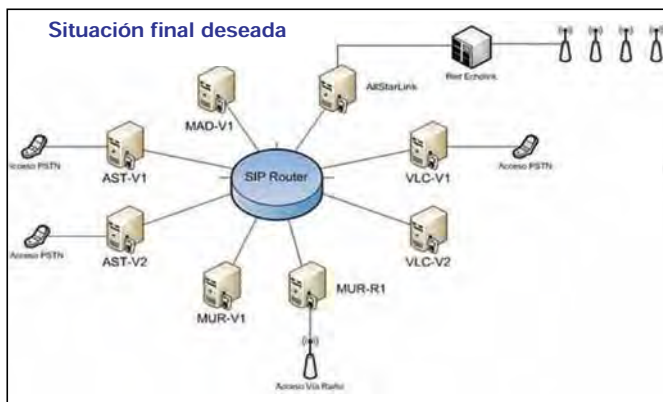 Situación final deseada
AllStarLink
Red Echolink
MAD-V1
Acceso PSTN
AST-V1
SIP Router
VLC-V1
Acceso PSTN
Acceso PSTN
AST-V2
VLC-V2
MUR-V1
MUR-R1
Acceso Vía Radio